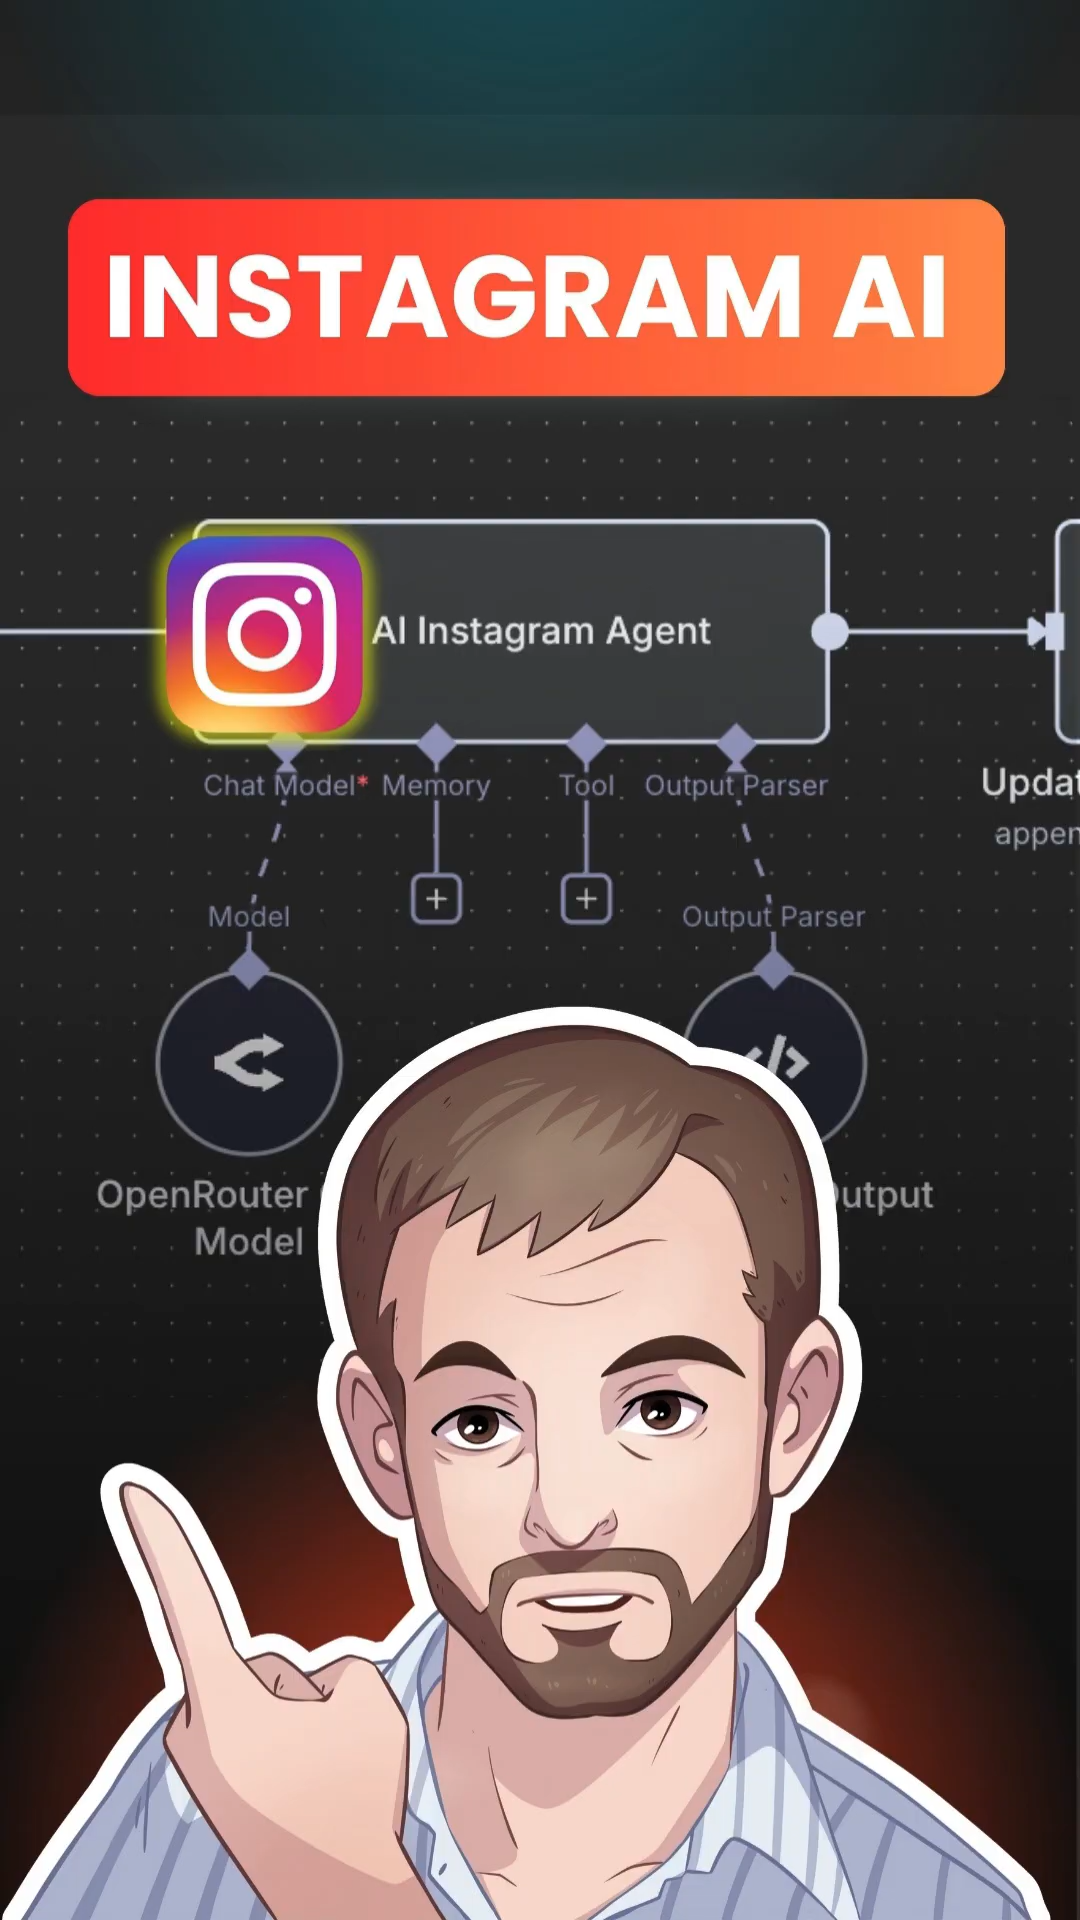 INSTAGRAM AI
AI Instagram Agent
Chat Model* Memory Tool Output Parser
Model
Output Parser
OpenRouter
Model